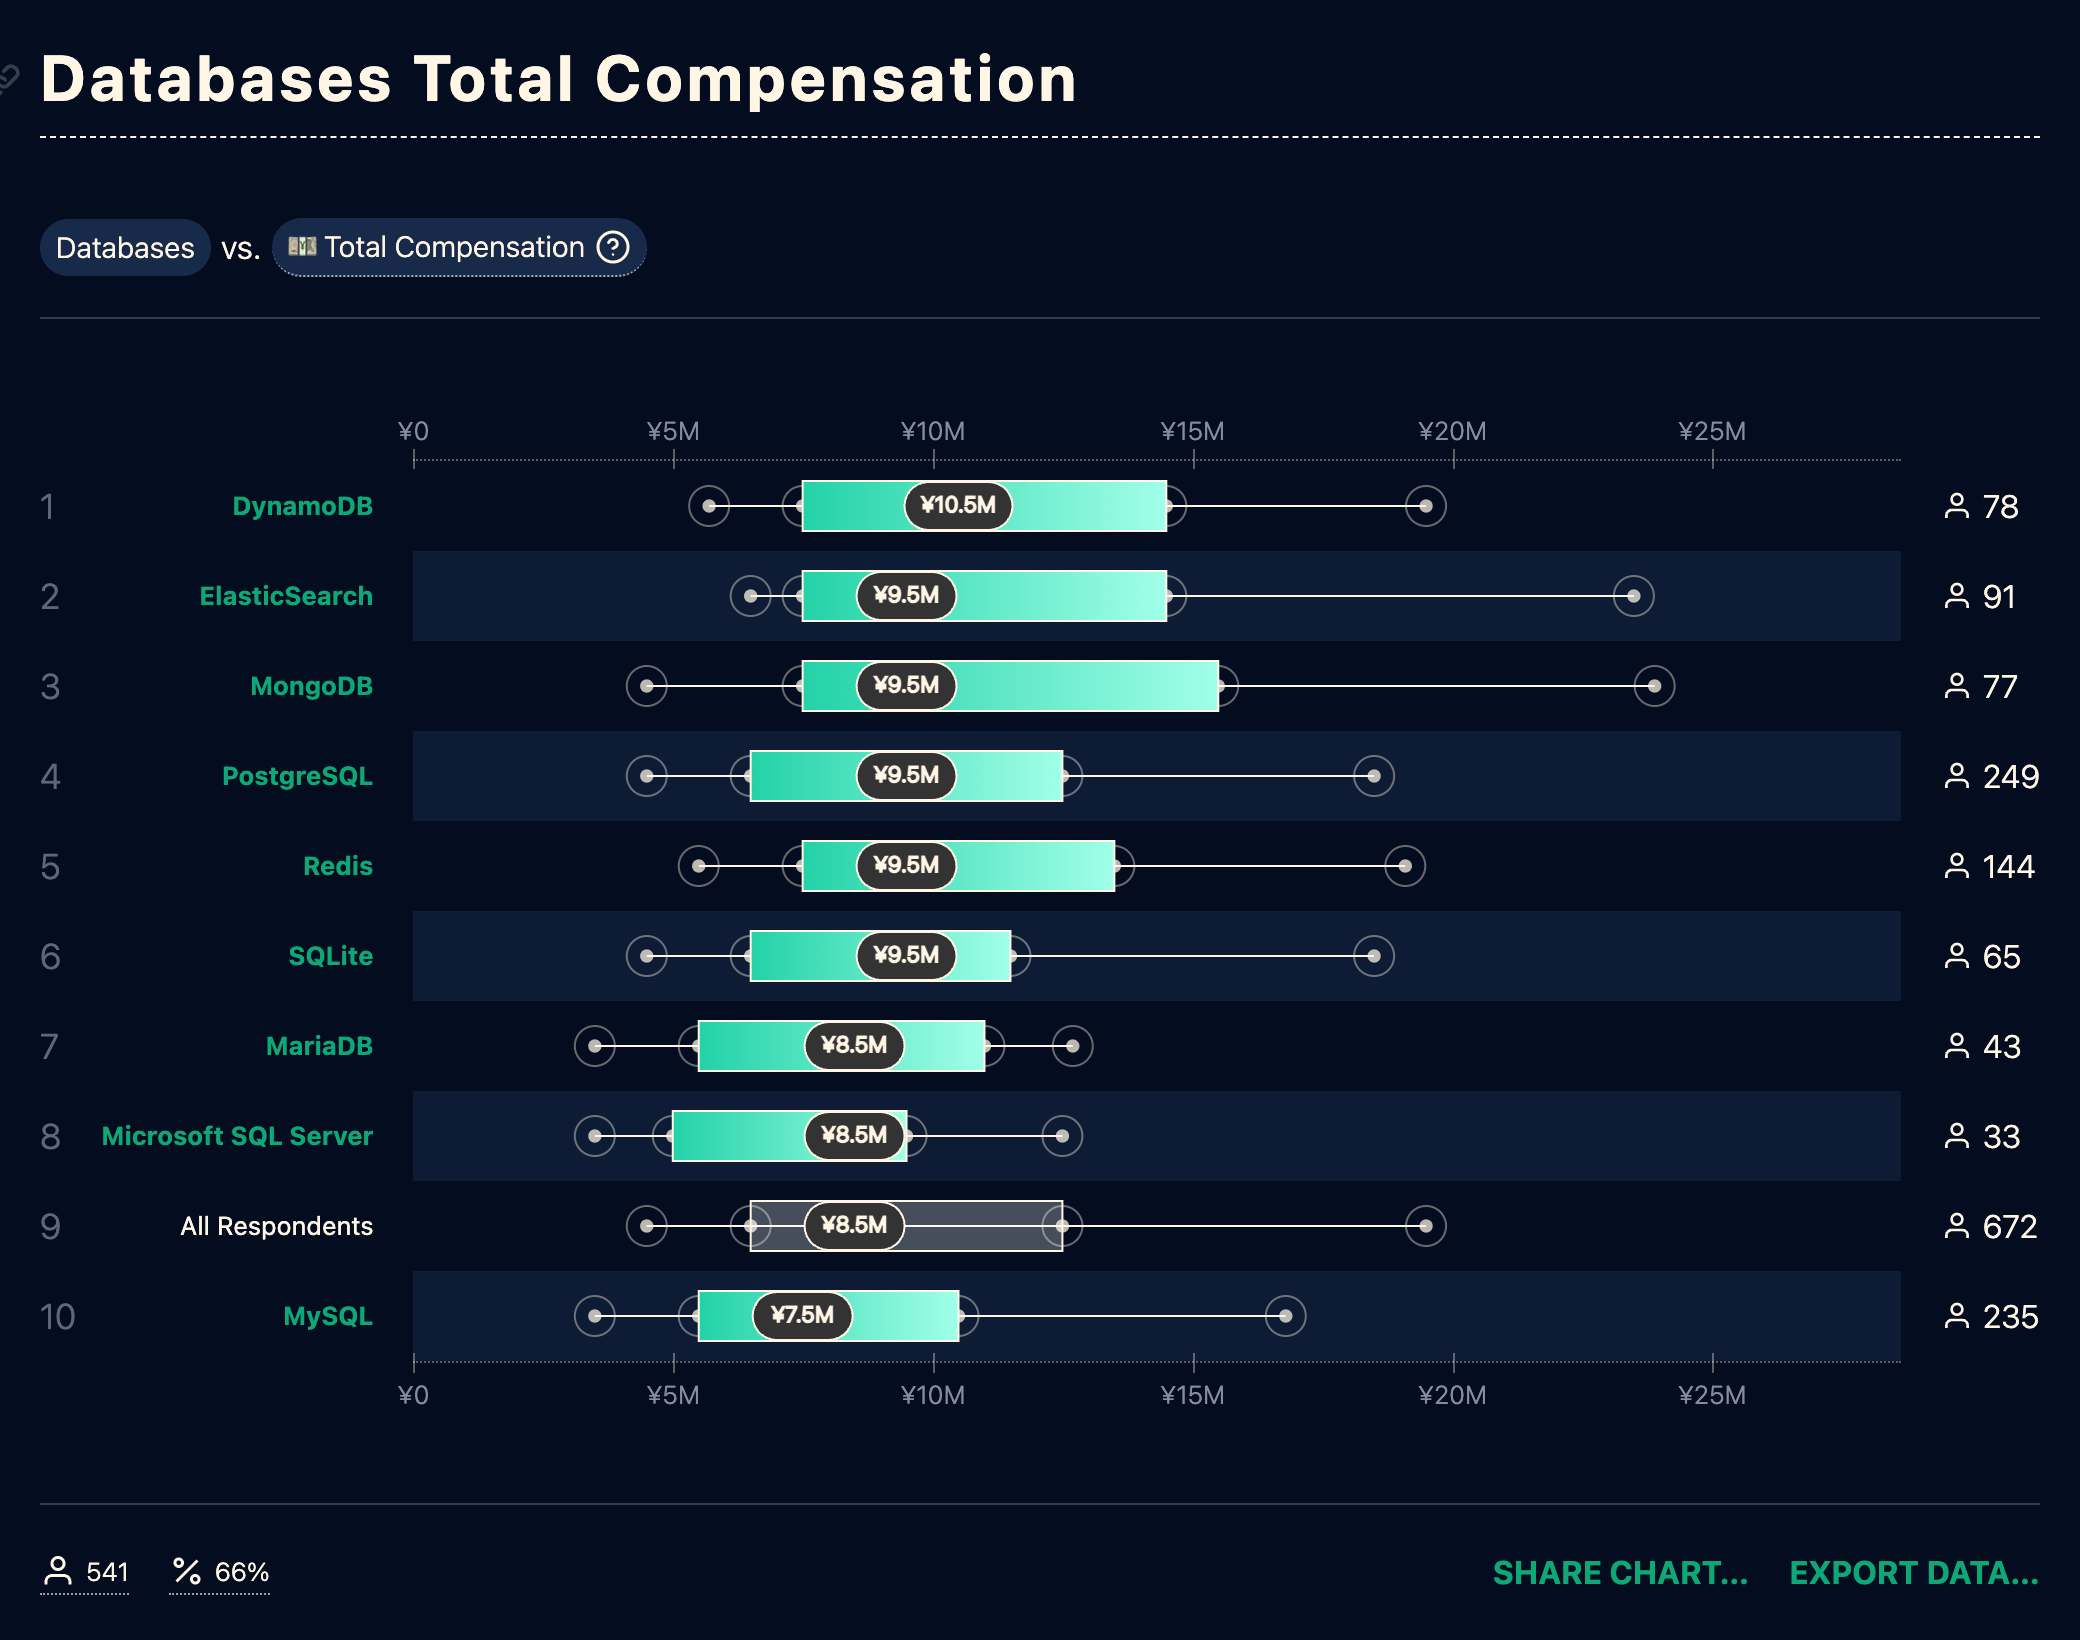 Databases Total Compensation
Databases vs. Total Compensation
¥0 ¥5M ¥10M ¥15M ¥20M ¥25M
1 DynamoDB ¥10.5M 78
2 ElasticSearch ¥9.5M 91
3 MongoDB ¥9.5M 77
4 PostgreSQL ¥9.5M 249
5 Redis ¥9.5M 144
6 SQLite ¥9.5M 65
7 MariaDB ¥8.5M 43
8 Microsoft SQL Server ¥8.5M 33
9 All Respondents ¥8.5M 672
10 MySQL ¥7.5M 235
¥0 ¥5M ¥10M ¥15M ¥20M ¥25M
541 66% SHARE CHART... EXPORT DATA...